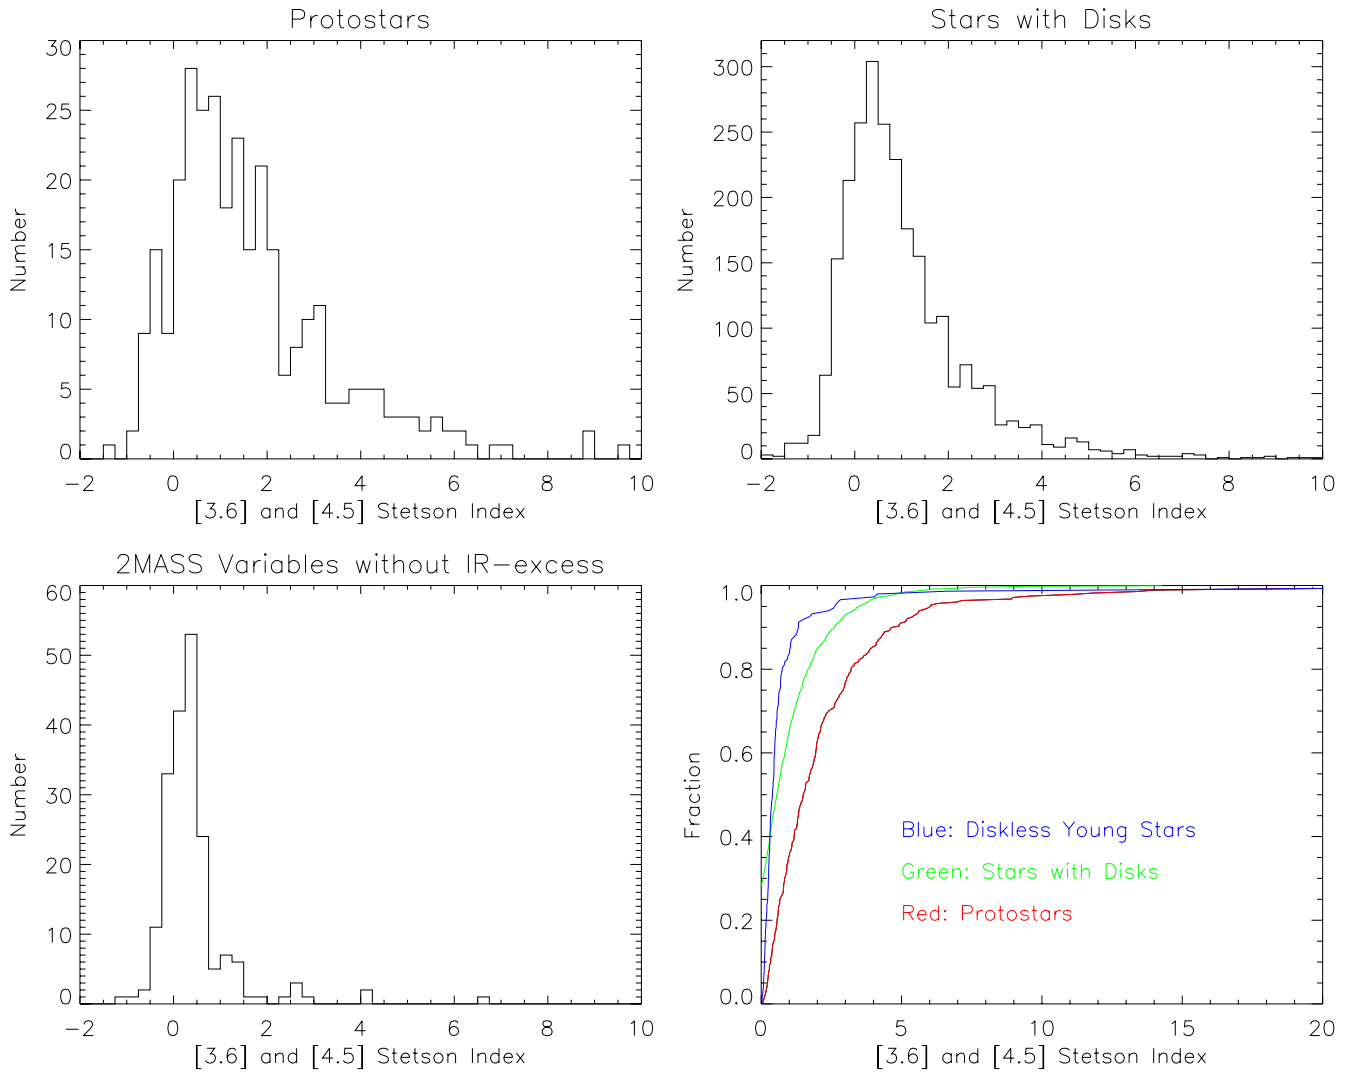 Protostars
30
25
20
15
10
5
0
Number
−2 0 2 4 6 8 10
[3.6] and [4.5] Stetson Index
Stars with Disks
300
250
200
150
100
50
0
Number
−2 0 2 4 6 8 10
[3.6] and [4.5] Stetson Index
2MASS Variables without IR−excess
60
50
40
30
20
10
0
Number
−2 0 2 4 6 8 10
[3.6] and [4.5] Stetson Index
1.0
0.8
0.6
0.4
0.2
0.0
Fraction
Blue: Diskless Young Stars
Green: Stars with Disks
Red: Protostars
0 5 10 15 20
[3.6] and [4.5] Stetson Index